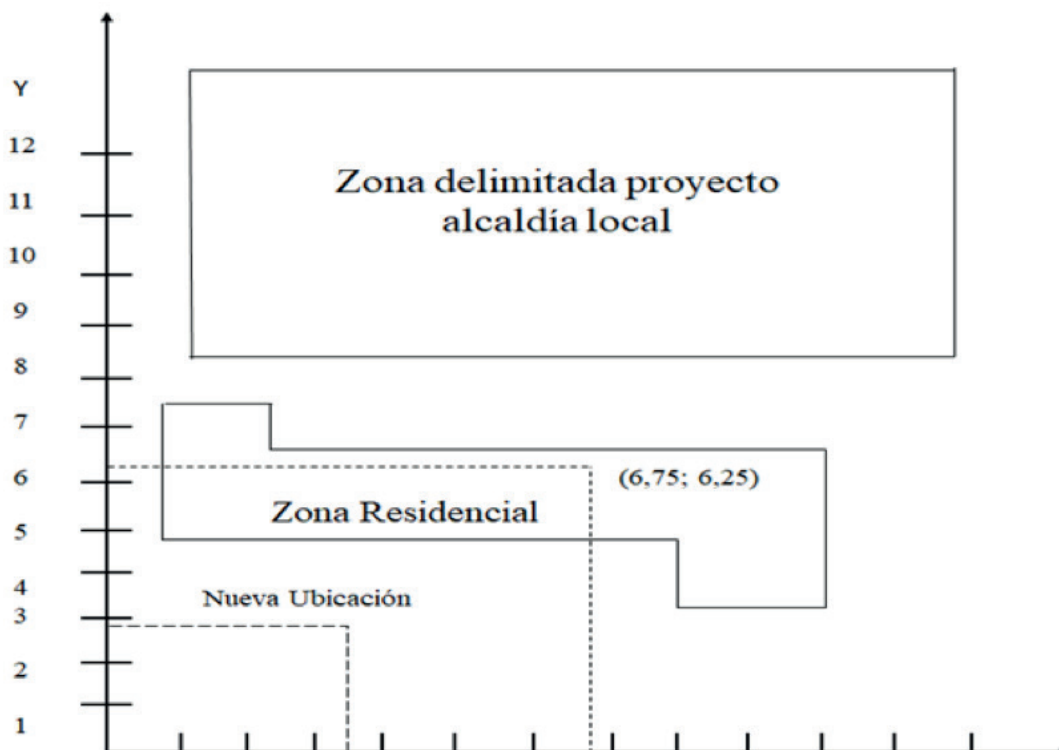 Y
12
11
10
9
8
7
6
5
4
3
2
1
Zona delimitada proyecto
alcaldía local
(6,75; 6,25)
Zona Residencial
Nueva Ubicación